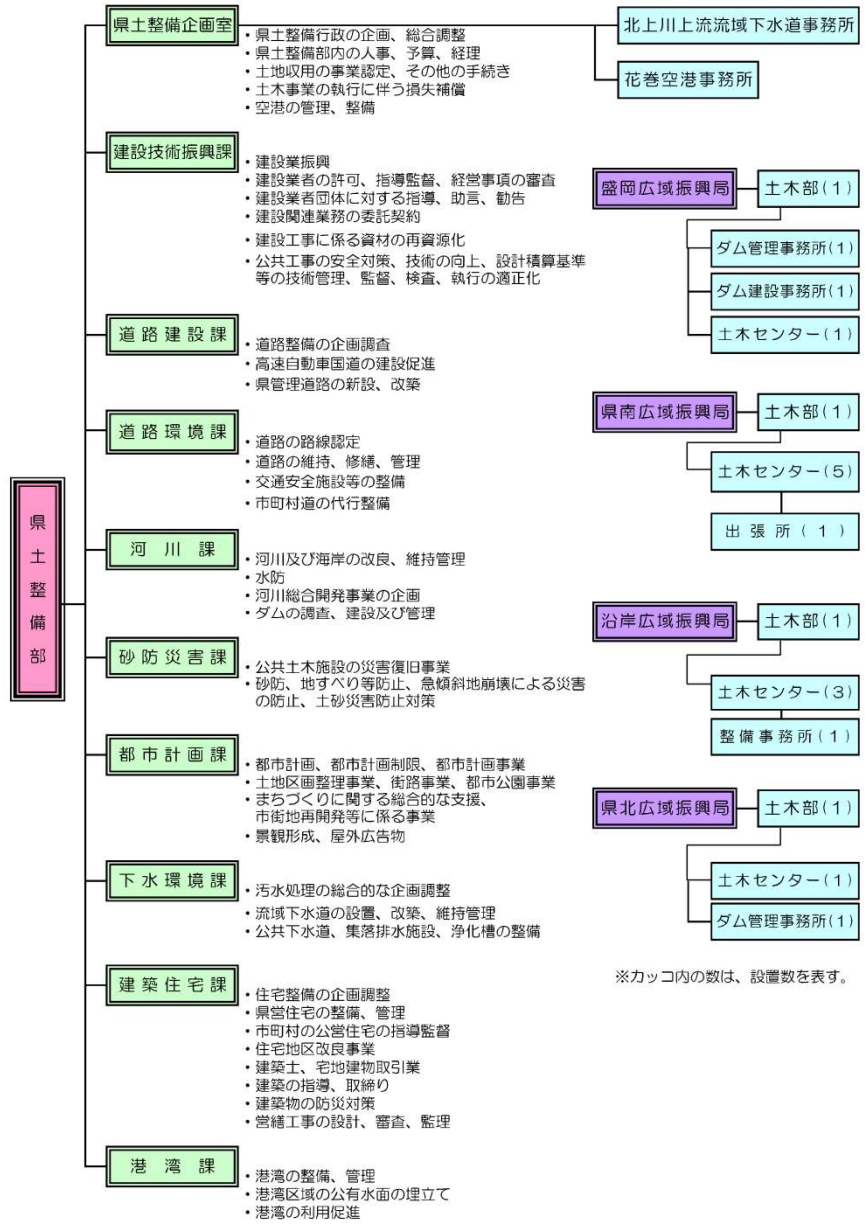 県土整備部
県土整備企画室
・県土整備行政の企画、総合調整
・県土整備部内の人事、予算、経理
・土地収用の事業認定、その他の手続き
・土木事業の執行に伴う損失補償
・空港の管理、整備
北上川上流流域下水道事務所
花巻空港事務所
建設技術振興課
・建設業振興
・建設業者の許可、指導監督、経営事項の審査
・建設業者団体に対する指導、助言、勧告
・建設関連業務の委託契約
・建設工事に係る資材の再資源化
・公共工事の安全対策、技術の向上、設計積算基準
等の技術管理、監督、検査、執行の適正化
道路建設課
・道路整備の企画調査
・高速自動車国道の建設促進
・県管理道路の新設、改築
道路環境課
・道路の路線認定
・道路の維持、修繕、管理
・交通安全施設等の整備
・市町村道の代行整備
河川課
・河川及び海岸の改良、維持管理
・水防
・河川総合開発事業の企画
・ダムの調査、建設及び管理
砂防災害課
・公共土木施設の災害復旧事業
・砂防、地すべり等防止、急傾斜地崩壊による災害
の防止、土砂災害防止対策
都市計画課
・都市計画、都市計画制限、都市計画事業
・土地区画整理事業、街路事業、都市公園事業
・まちづくりに関する総合的な支援、
市街地再開発等に係る事業
・景観形成、屋外広告物
下水環境課
・汚水処理の総合的な企画調整
・流域下水道の設置、改築、維持管理
・公共下水道、集落排水施設、浄化槽の整備
建築住宅課
・住宅整備の企画調整
・県営住宅の整備、管理
・市町村の公営住宅の指導監督
・住宅地区改良事業
・建築士、宅地建物取引業
・建築の指導、取締り
・建築物の防災対策
・営繕工事の設計、審査、監理
港湾課
・港湾の整備、管理
・港湾区域の公有水面の埋立て
・港湾の利用促進
盛岡広域振興局
土木部(1)
ダム管理事務所(1)
ダム建設事務所(1)
土木センター(1)
県南広域振興局
土木部(1)
土木センター(5)
出張所(1)
沿岸広域振興局
土木部(1)
土木センター(3)
整備事務所(1)
県北広域振興局
土木部(1)
土木センター(1)
ダム管理事務所(1)
※カッコ内の数は、設置数を表す。